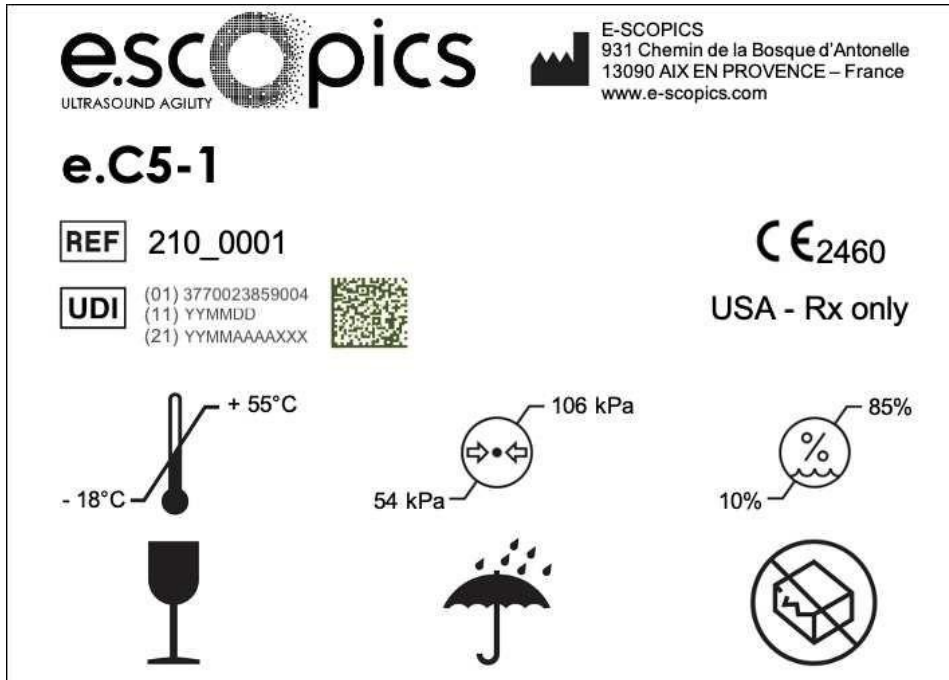 e.scopics
ULTRASOUND AGILITY
E-SCOPICS
931 Chemin de la Bosque d'Antonelle
13090 AIX EN PROVENCE – France
www.e-scopics.com
e.C5-1
REF 210_0001
CE 2460
UDI (01) 3770023859004
(11) YYMMDD
(21) YYMMAAAAXXX
USA - Rx only
+ 55°C
- 18°C
106 kPa
54 kPa
85%
%
10%